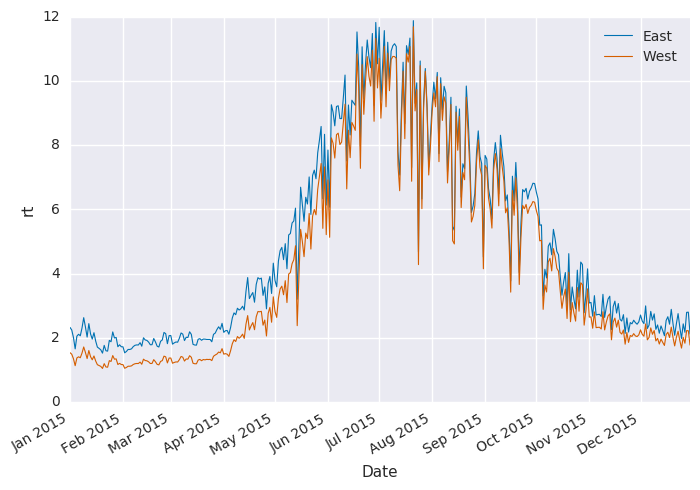 12
10
8
6
4
2
0
rt
East
West
Jan 2015
Feb 2015
Mar 2015
Apr 2015
May 2015
Jun 2015
Jul 2015
Aug 2015
Sep 2015
Oct 2015
Nov 2015
Dec 2015
Date